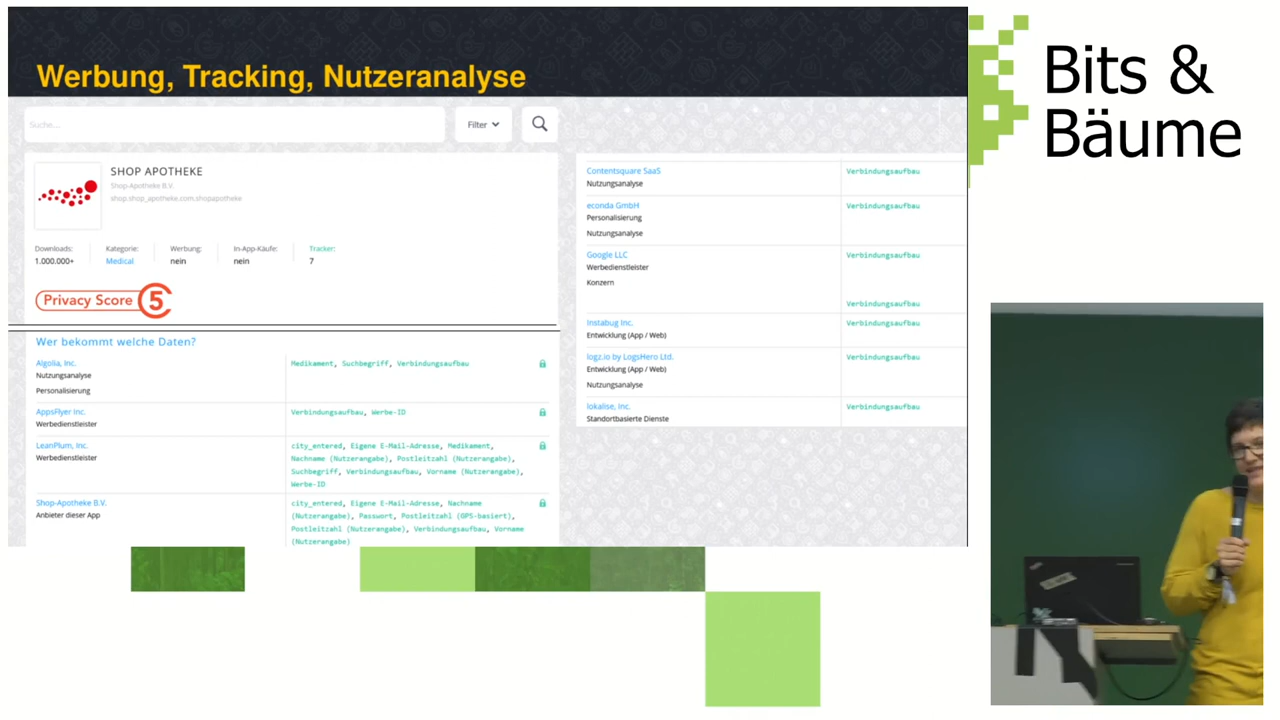 Werbung, Tracking, Nutzeranalyse
Suche...
Filter
SHOP APOTHEKE
Shop-Apotheke B.V.
shop.shop_apotheke.com.shopapotheke
Downloads:
1.000.000+
Kategorie:
Medical
Werbung:
nein
In-App-Käufe:
nein
Tracker:
7
Privacy Score 5
Wer bekommt welche Daten?
Algolia, Inc.
Nutzungsanalyse
Personalisierung
Medikament, Suchbegriff, Verbindungsaufbau
AppsFlyer Inc.
Werbedienstleister
Verbindungsaufbau, Werbe-ID
LeanPlum, Inc.
Werbedienstleister
city_entered, Eigene E-Mail-Adresse, Medikament,
Nachname (Nutzerangabe), Postleitzahl (Nutzerangabe),
Suchbegriff, Verbindungsaufbau, Vorname (Nutzerangabe),
Werbe-ID
Shop-Apotheke B.V.
Anbieter dieser App
city_entered, Eigene E-Mail-Adresse, Nachname
(Nutzerangabe), Passwort, Postleitzahl (GPS-basiert),
Postleitzahl (Nutzerangabe), Verbindungsaufbau, Vorname
(Nutzerangabe)
Contentsquare SaaS
Nutzungsanalyse
Verbindungsaufbau
econda GmbH
Personalisierung
Nutzungsanalyse
Verbindungsaufbau
Google LLC
Werbedienstleister
Konzern
Verbindungsaufbau
Verbindungsaufbau
Instabug Inc.
Entwicklung (App / Web)
Verbindungsaufbau
logz.io by LogsHero Ltd.
Entwicklung (App / Web)
Nutzungsanalyse
Verbindungsaufbau
lokalise, Inc.
Standortbasierte Dienste
Verbindungsaufbau
Bits &
Bäume